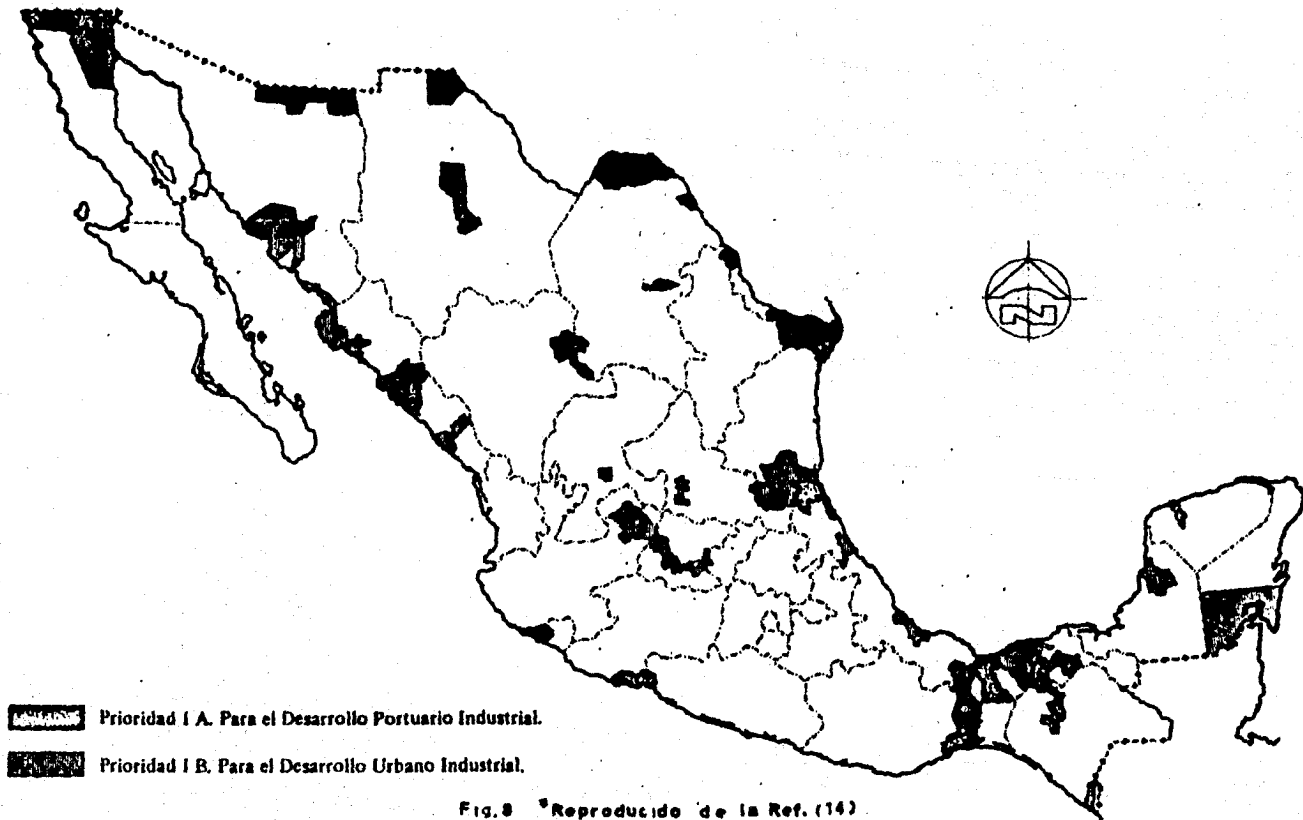 Prioridad I A. Para el Desarrollo Portuario Industrial.
Prioridad I B. Para el Desarrollo Urbano Industrial.
Fig. 8 *Reproducido de la Ref. (14)